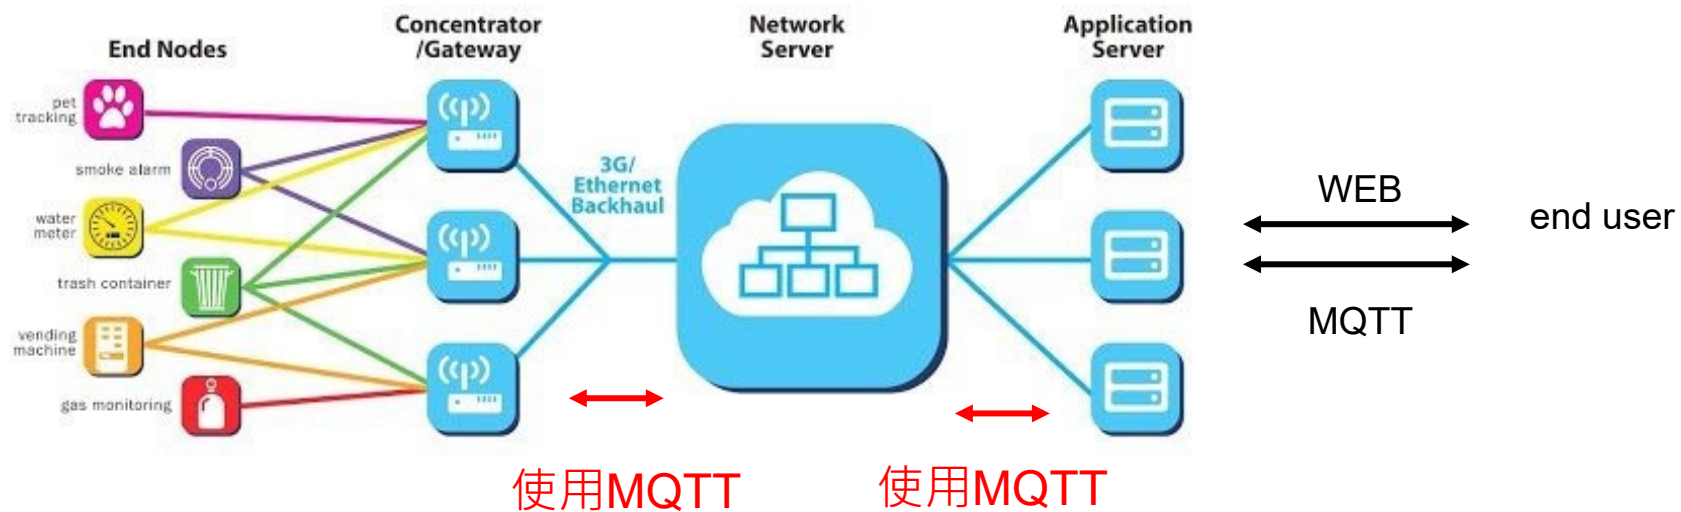 End Nodes
Concentrator
/Gateway
Network
Server
Application
Server
pet
tracking
smoke alarm
water
meter
trash container
vending
machine
gas monitoring
3G/
Ethernet
Backhaul
WEB
MQTT
end user
使用MQTT
使用MQTT